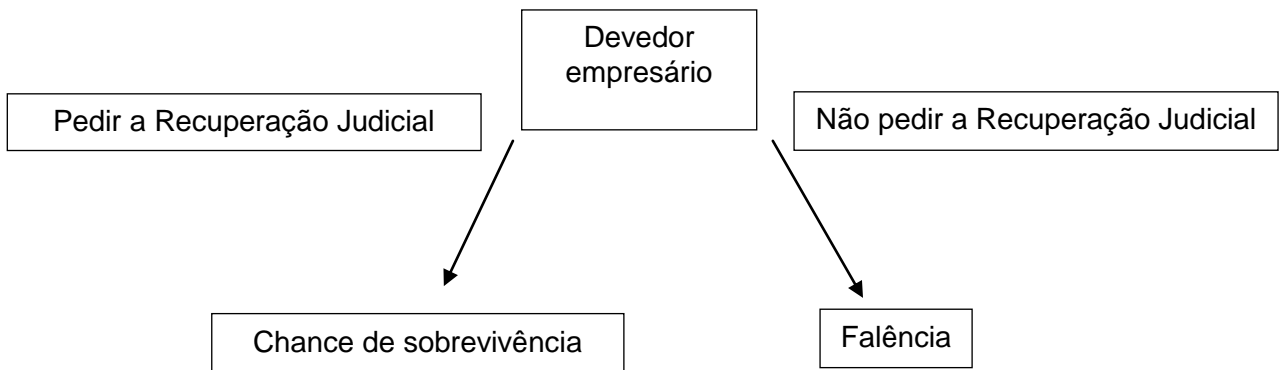 Devedor
empresário
Pedir a Recuperação Judicial
Não pedir a Recuperação Judicial
Chance de sobrevivência
Falência